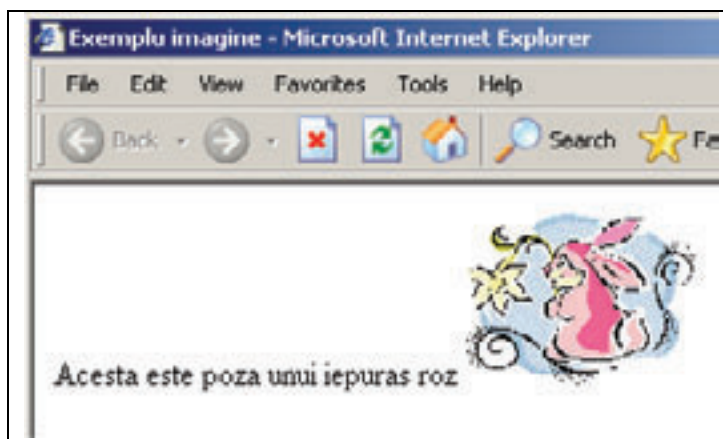 Exemplu imagine - Microsoft Internet Explorer
File Edit View Favorites Tools Help
Back Search Fa
Acesta este poza unui iepuras roz